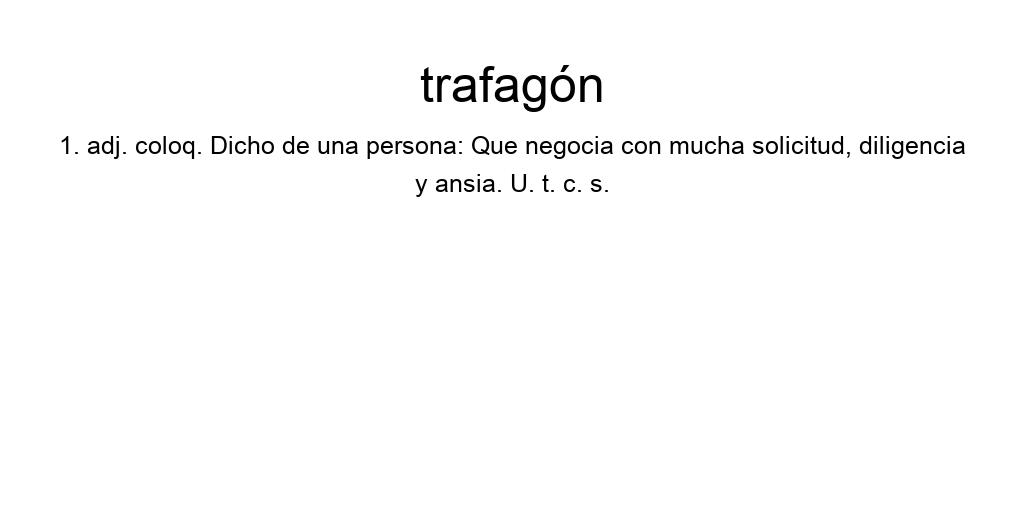 trafagón
1. adj. coloq. Dicho de una persona: Que negocia con mucha solicitud, diligencia
y ansia. U. t. c. s.